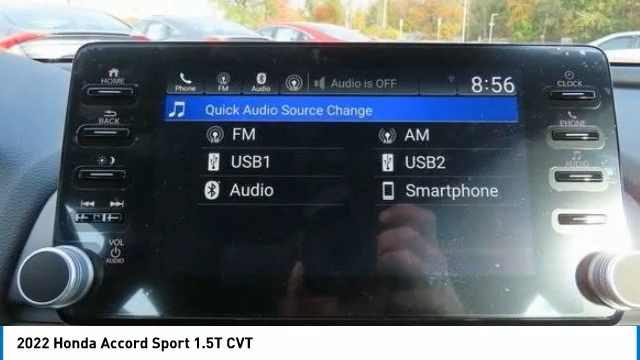 HOME
Phone
FM
Audio
Audio is OFF
8:56
CLOCK
Quick Audio Source Change
BACK
FM
AM
PHONE
USB1
USB2
AUDIO
Audio
Smartphone
VOL
AUDIO
2022 Honda Accord Sport 1.5T CVT